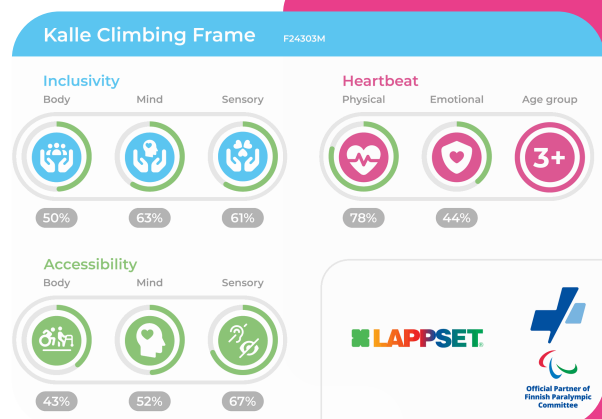 Kalle Climbing Frame F24303M
Inclusivity
Body Mind Sensory
50% 63% 61%
Heartbeat
Physical Emotional Age group
3+
78% 44%
Accessibility
Body Mind Sensory
43% 52% 67%
LAPPSET
Official Partner of
Finnish Paralympic
Committee